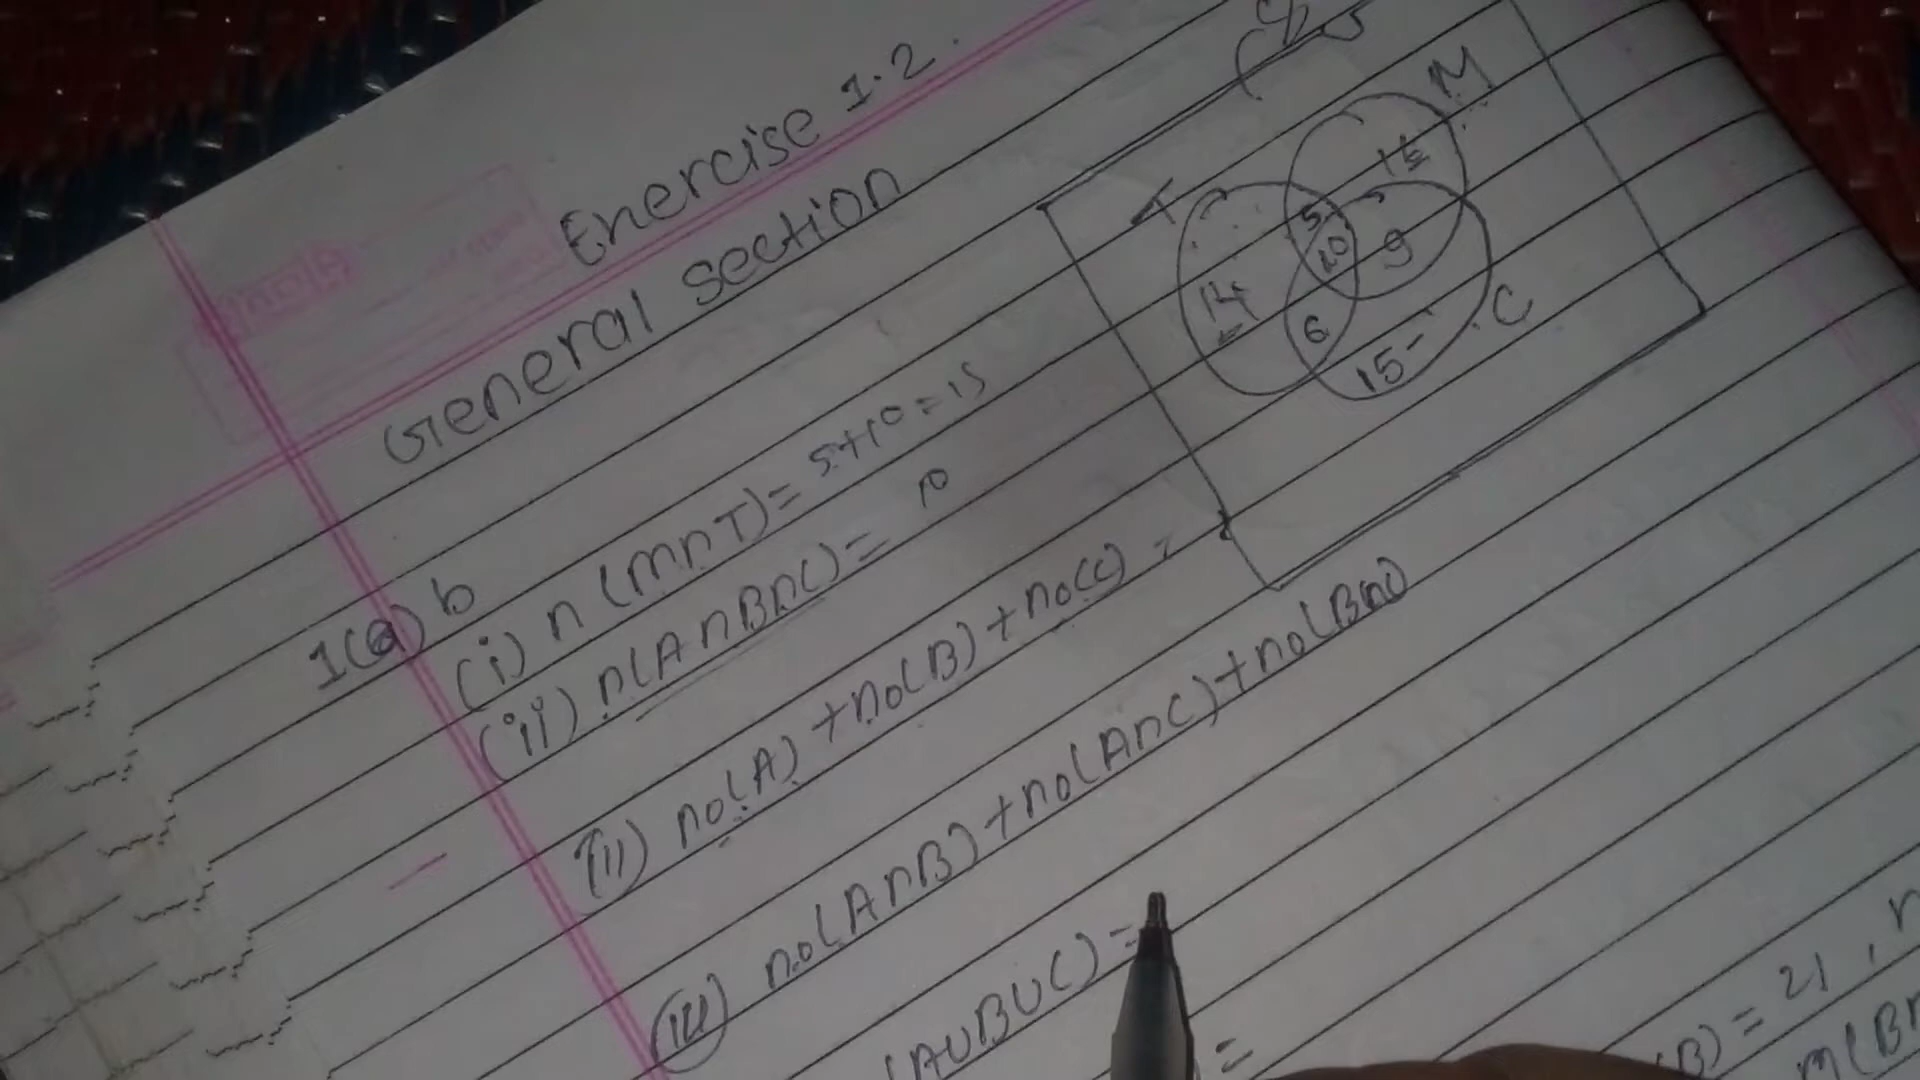 Exercise 1.2.
General section
M
T
15
5
10
9
14
6
C
15
1(a) b
(i) n (M∩T) = 5+10 = 15
(ii) n(A∩B∩C) = 10
(ii) no(A) + no(B) + no(C) =
(iii) no(A∩B) + no(A∩C) + no(B∩C)
(A∪B∪C) =
=
(B) = 21, n